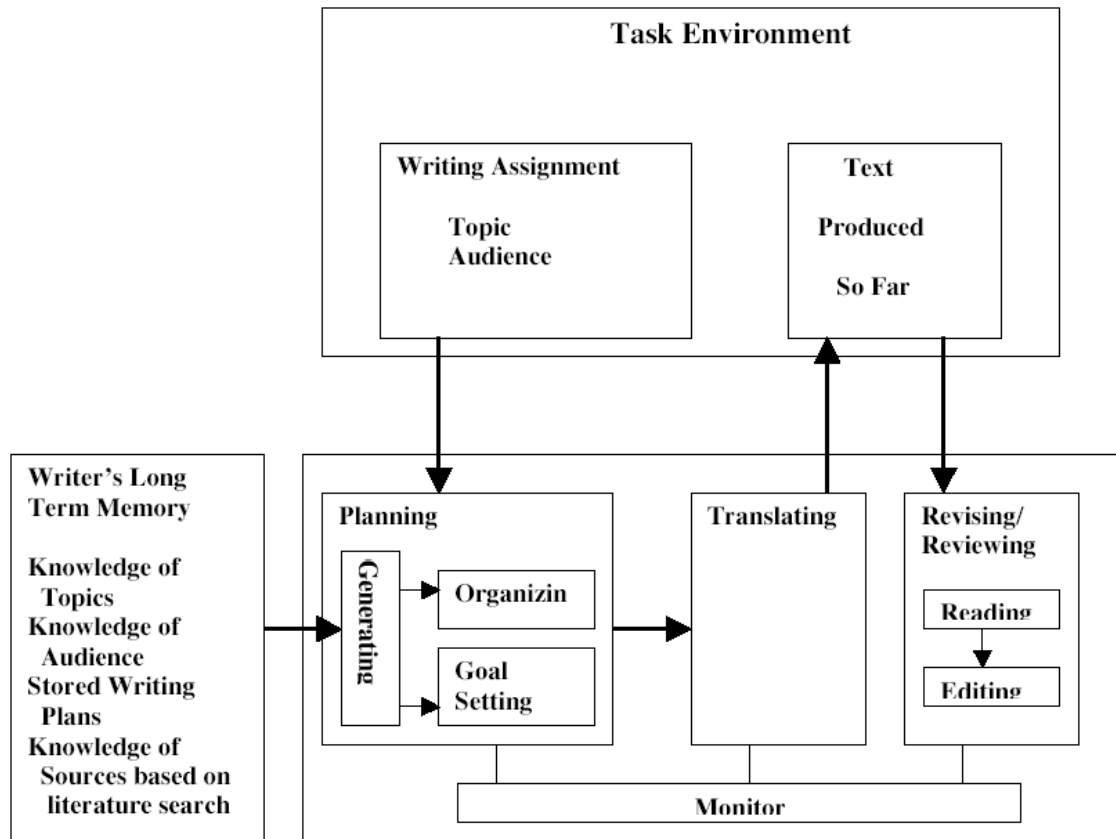 Task Environment
Writing Assignment
Topic
Audience
Text
Produced
So Far
Writer's Long
Term Memory
Knowledge of
Topics
Knowledge of
Audience
Stored Writing
Plans
Knowledge of
Sources based on
literature search
Planning
Generating
Organizin
Goal
Setting
Translating
Revising/
Reviewing
Reading
Editing
Monitor